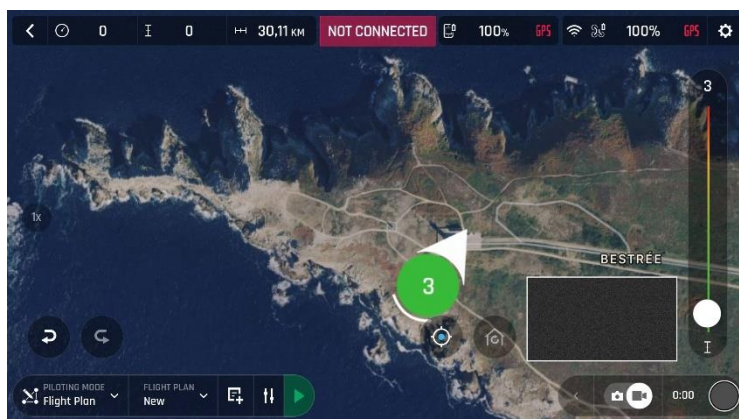 0 0 30,11 км NOT CONNECTED 100% GPS 100% GPS
3
1x
BESTRÉE
3
PILOTING MODE FLIGHT PLAN
Flight Plan New 0:00